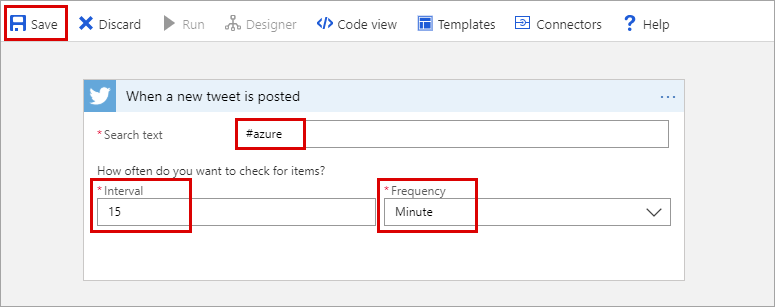 Save Discard Run Designer Code view Templates Connectors ? Help
When a new tweet is posted ...
*Search text #azure
How often do you want to check for items?
*Interval *Frequency
15 Minute